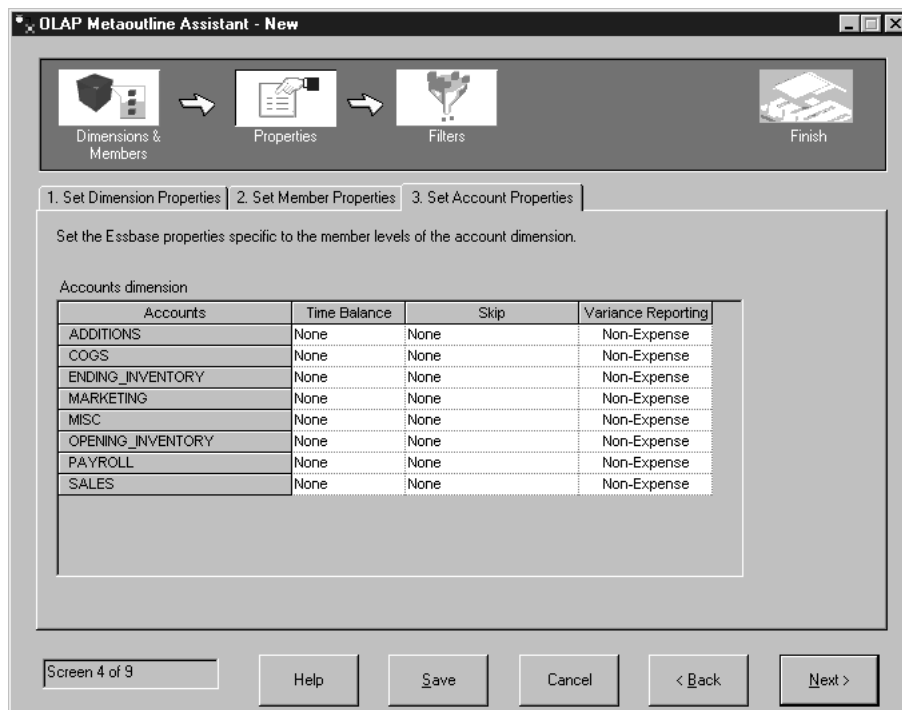 OLAP Metaoutline Assistant - New
Dimensions &
Members
Properties
Filters
Finish
1. Set Dimension Properties
2. Set Member Properties
3. Set Account Properties
Set the Essbase properties specific to the member levels of the account dimension.
Accounts dimension
Accounts Time Balance Skip Variance Reporting
ADDITIONS None None Non-Expense
COGS None None Non-Expense
ENDING_INVENTORY None None Non-Expense
MARKETING None None Non-Expense
MISC None None Non-Expense
OPENING_INVENTORY None None Non-Expense
PAYROLL None None Non-Expense
SALES None None Non-Expense
Screen 4 of 9
Help
Save
Cancel
< Back
Next >